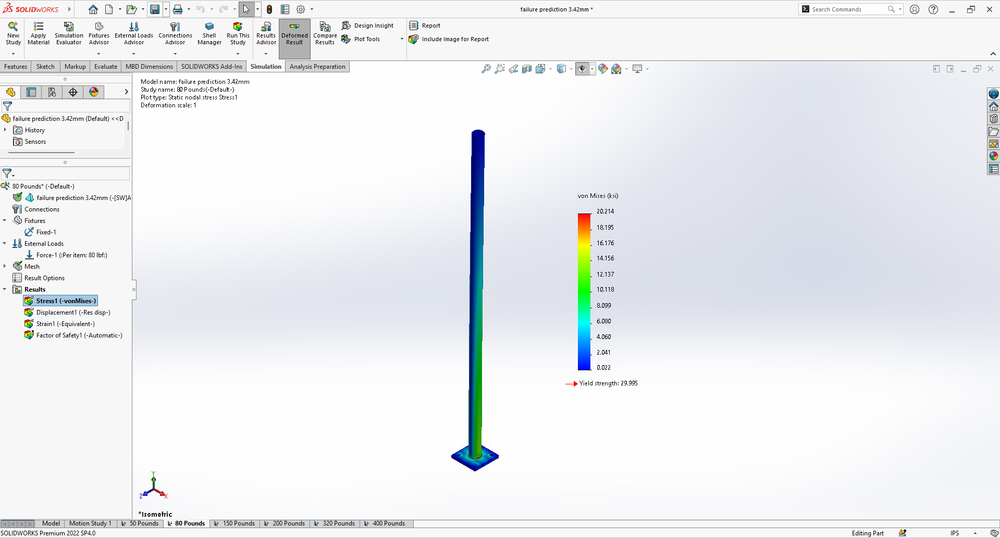 SOLIDWORKS
failure prediction 3.42mm *
Search Commands
New Study
Apply Material
Simulation Evaluator
Fixtures Advisor
External Loads Advisor
Connections Advisor
Shell Manager
Run This Study
Results Advisor
Deformed Result
Compare Results
Design Insight
Plot Tools
Report
Include Image for Report
Features
Sketch
Markup
Evaluate
MBD Dimensions
SOLIDWORKS Add-Ins
Simulation
Analysis Preparation
Model name: failure prediction 3.42mm
Study name: 80 Pounds(-Default-)
Plot type: Static nodal stress Stress1
Deformation scale: 1
failure prediction 3.42mm (Default) <<D
History
Sensors
80 Pounds* (-Default-)
failure prediction 3.42mm (-[SW]A
Connections
Fixtures
Fixed-1
External Loads
Force-1 (:Per item: 80 lbf:)
Mesh
Result Options
Results
Stress1 (-vonMises-)
Displacement1 (-Res disp-)
Strain1 (-Equivalent-)
Factor of Safety1 (-Automatic-)
von Mises (ksi)
20.214
18.195
16.176
14.156
12.137
10.118
8.099
6.080
4.060
2.041
0.022
Yield strength: 29.995
Y
Z
X
*Isometric
Model
Motion Study 1
50 Pounds
80 Pounds
150 Pounds
200 Pounds
320 Pounds
400 Pounds
SOLIDWORKS Premium 2022 SP4.0
Editing Part
IPS